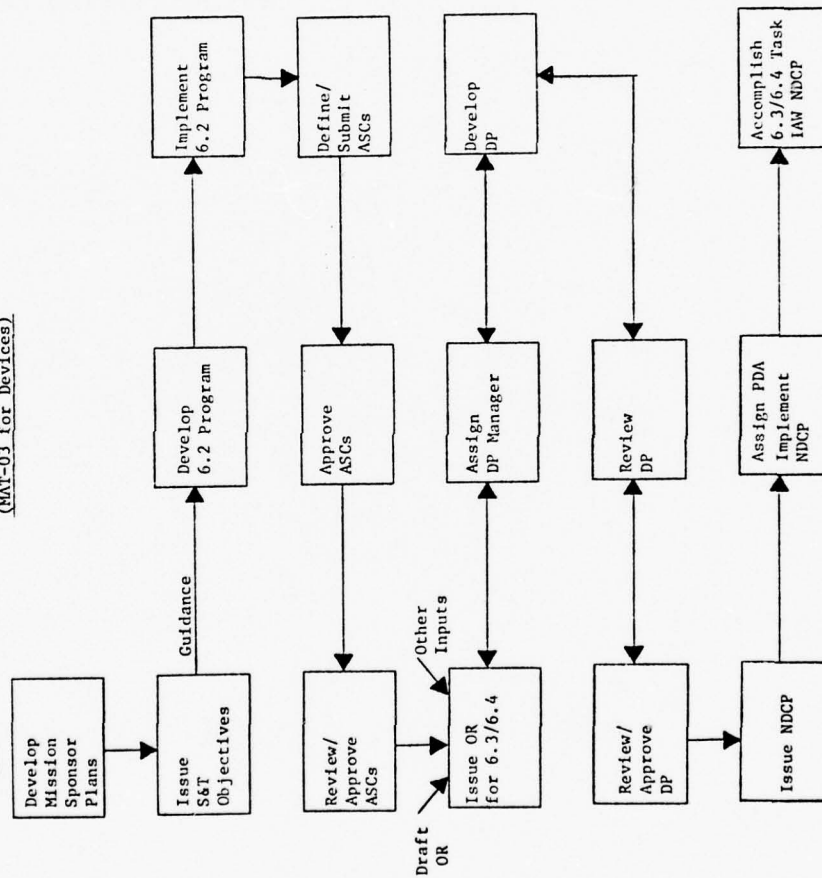 (MAT-03 for Devices)
Develop
Mission
Sponsor
Plans
Issue
S&T
Objectives
Guidance
Develop
6.2 Program
Implement
6.2 Program
Define/
Submit
ASCs
Approve
ASCs
Review/
Approve
ASCs
Draft
OR
Other
Inputs
Issue OR
for 6.3/6.4
Assign
DP Manager
Develop
DP
Review
DP
Review/
Approve
DP
Issue NDCP
Assign PDA
Implement
NDCP
Accomplish
6.3/6.4 Task
IAW NDCP